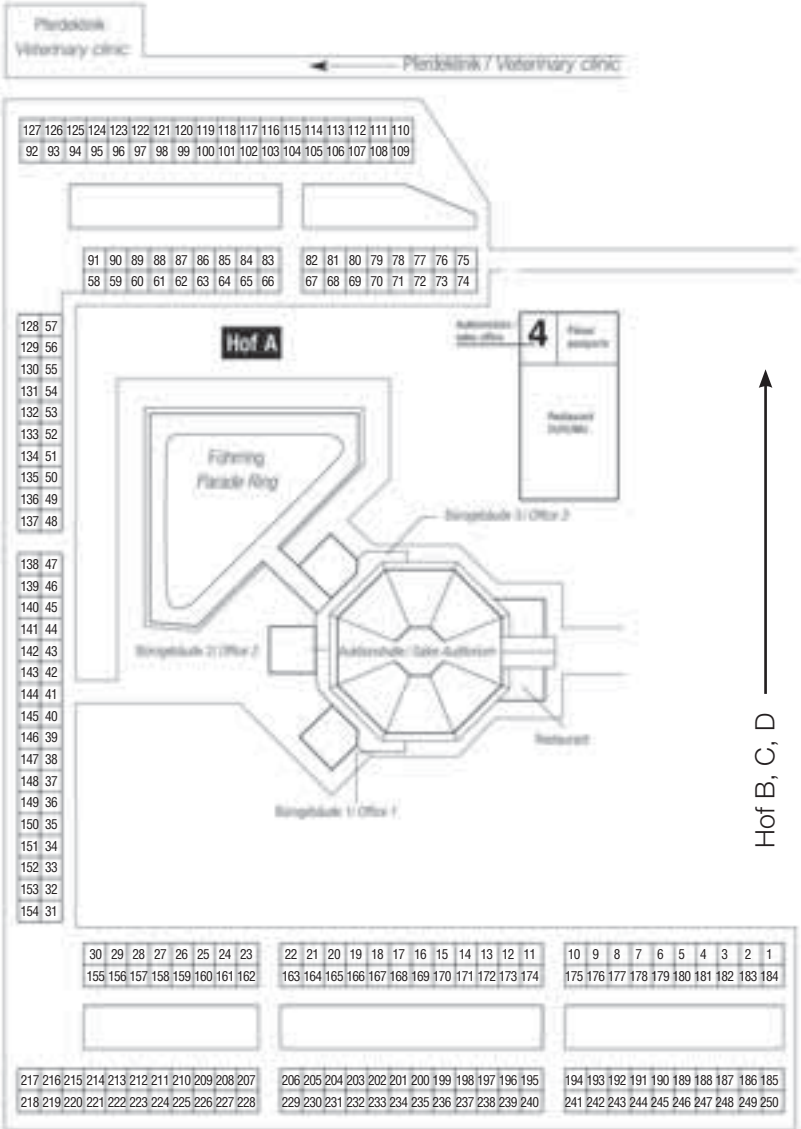 Pferdeklinik
Veterinary clinic
Pferdeklinik / Veterinary clinic
127 126 125 124 123 122 121 120 119 118 117 116 115 114 113 112 111 110
92 93 94 95 96 97 98 99 100 101 102 103 104 105 106 107 108 109
91 90 89 88 87 86 85 84 83 82 81 80 79 78 77 76 75
58 59 60 61 62 63 64 65 66 67 68 69 70 71 72 73 74
128 57
129 56
130 55
131 54
132 53
133 52
134 51
135 50
136 49
137 48
Hof A
sales office
4
Restaurant
Führring
Parade Ring
Bürogebäude 3/ Office 3
138 47
139 46
140 45
141 44
142 43
143 42
144 41
145 40
146 39
147 38
148 37
149 36
150 35
151 34
152 33
153 32
154 31
Bürogebäude 2/ Office 2
Auktionshalle / Sales Auditorium
Restaurant
Bürogebäude 1/ Office 1
Hof B, C, D
30 29 28 27 26 25 24 23 22 21 20 19 18 17 16 15 14 13 12 11 10 9 8 7 6 5 4 3 2 1
155 156 157 158 159 160 161 162 163 164 165 166 167 168 169 170 171 172 173 174 175 176 177 178 179 180 181 182 183 184
217 216 215 214 213 212 211 210 209 208 207 206 205 204 203 202 201 200 199 198 197 196 195 194 193 192 191 190 189 188 187 186 185
218 219 220 221 222 223 224 225 226 227 228 229 230 231 232 233 234 235 236 237 238 239 240 241 242 243 244 245 246 247 248 249 250